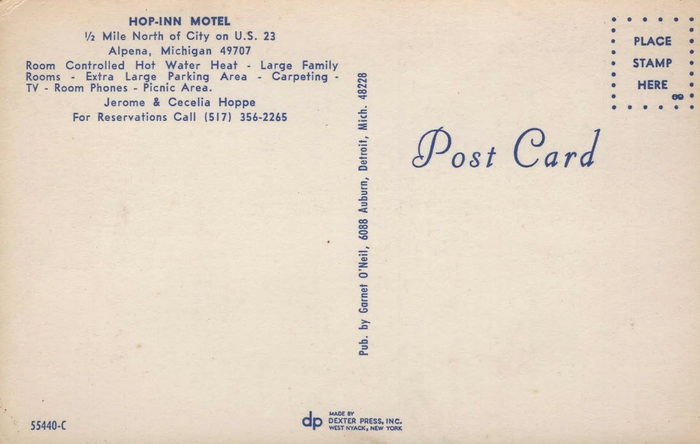 HOP-INN MOTEL
½ Mile North of City on U.S. 23
Alpena, Michigan 49707
Room Controlled Hot Water Heat - Large Family
Rooms - Extra Large Parking Area - Carpeting -
TV - Room Phones - Picnic Area.
Jerome & Cecelia Hoppe
For Reservations Call (517) 356-2265
Pub. by Garnet O'Neil, 6088 Auburn, Detroit, Mich. 48228
PLACE
STAMP
HERE
Post Card
55440-C
dp
MADE BY
DEXTER PRESS, INC.
WEST NYACK, NEW YORK